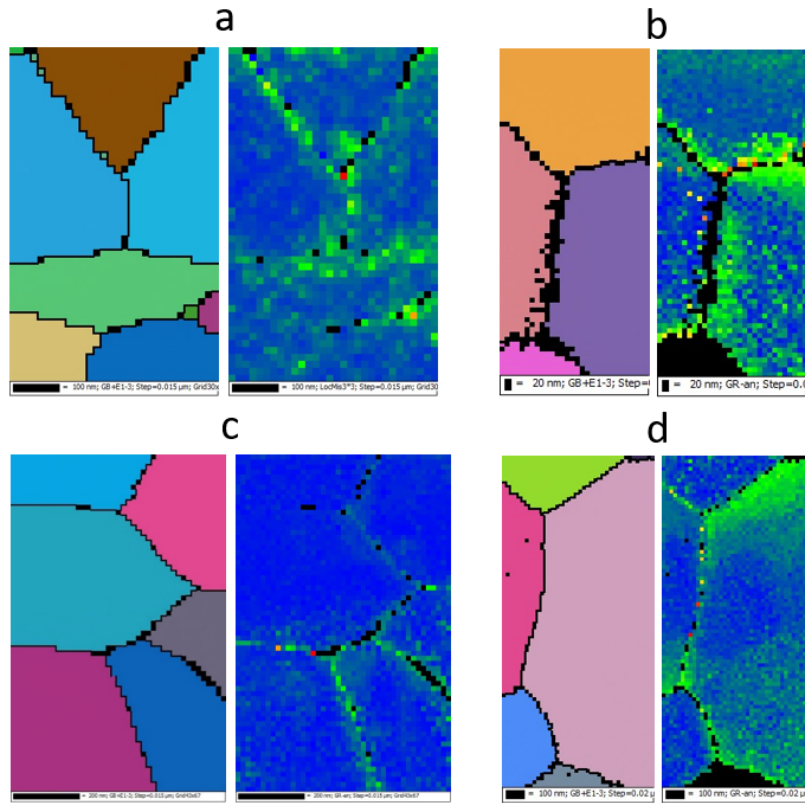 a
b
= 100 nm; GB+E1-3; Step=0.015 µm; Grid30x
= 100 nm; LocMis3*3; Step=0.015 µm; Grid30
= 20 nm; GB+E1-3; Step=
= 20 nm; GR-an; Step=0.0
c
d
= 200 nm; GB+E1-3; Step=0.015 µm; Grid43x67
= 200 nm; GR-an; Step=0.015 µm; Grid43x67
= 100 nm; GB+E1-3; Step=0.02 µ
= 100 nm; GR-an; Step=0.02 µm